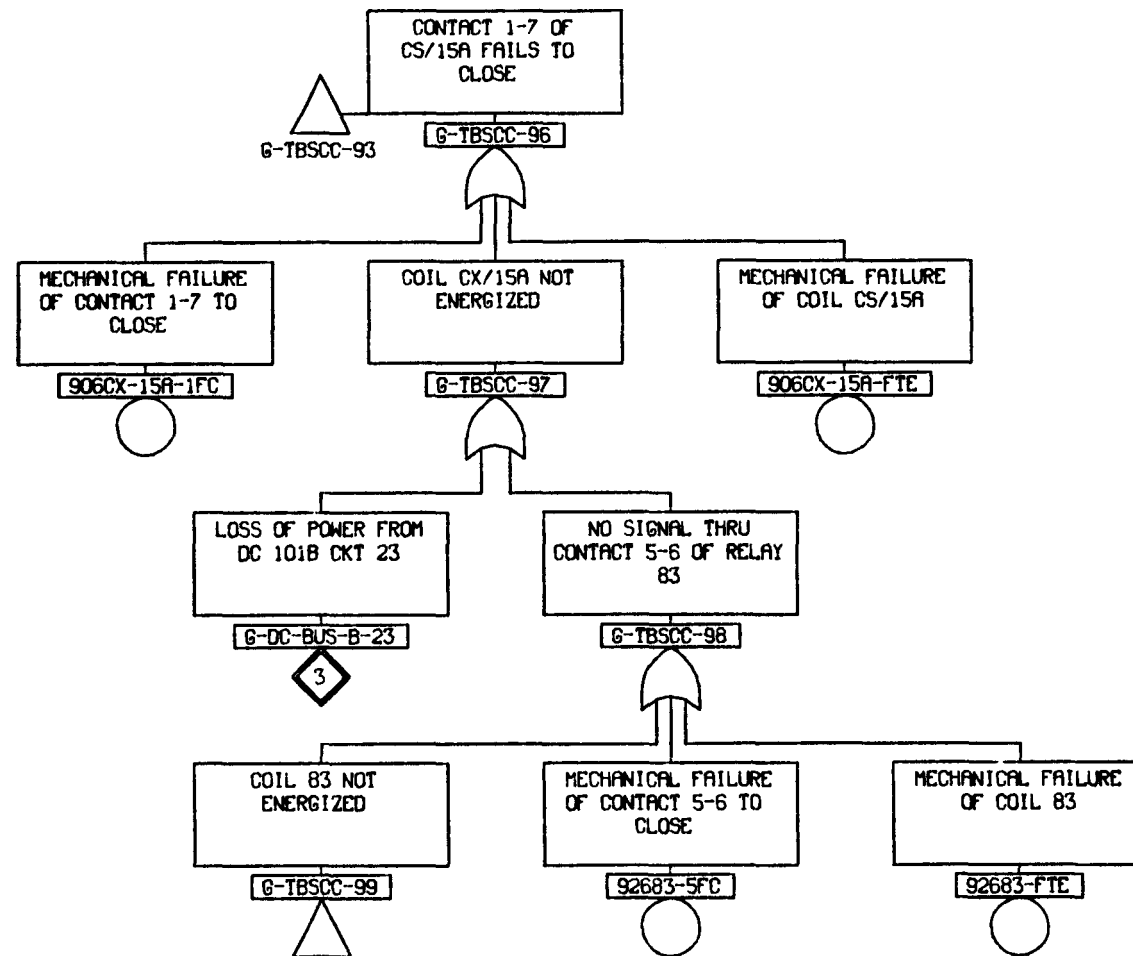 CONTACT 1-7 OF
CS/15A FAILS TO
CLOSE
G-TBSCC-93
G-TBSCC-96
MECHANICAL FAILURE
OF CONTACT 1-7 TO
CLOSE
906CX-15A-1FC
COIL CX/15A NOT
ENERGIZED
G-TBSCC-97
MECHANICAL FAILURE
OF COIL CS/15A
906CX-15A-FTE
LOSS OF POWER FROM
DC 101B CKT 23
G-DC-BUS-B-23
3
NO SIGNAL THRU
CONTACT 5-6 OF RELAY
83
G-TBSCC-98
COIL 83 NOT
ENERGIZED
G-TBSCC-99
MECHANICAL FAILURE
OF CONTACT 5-6 TO
CLOSE
92683-5FC
MECHANICAL FAILURE
OF COIL 83
92683-FTE